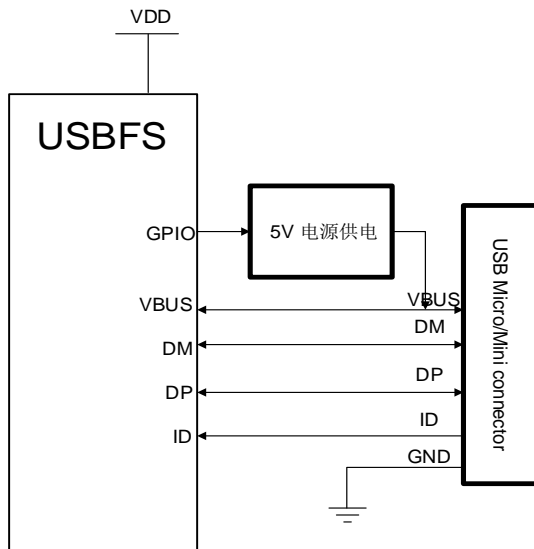 VDD
USBFS
GPIO
5V 电源供电
VBUS
VBUS
DM
DM
DP
DP
ID
ID
GND
USB Micro/Mini connector